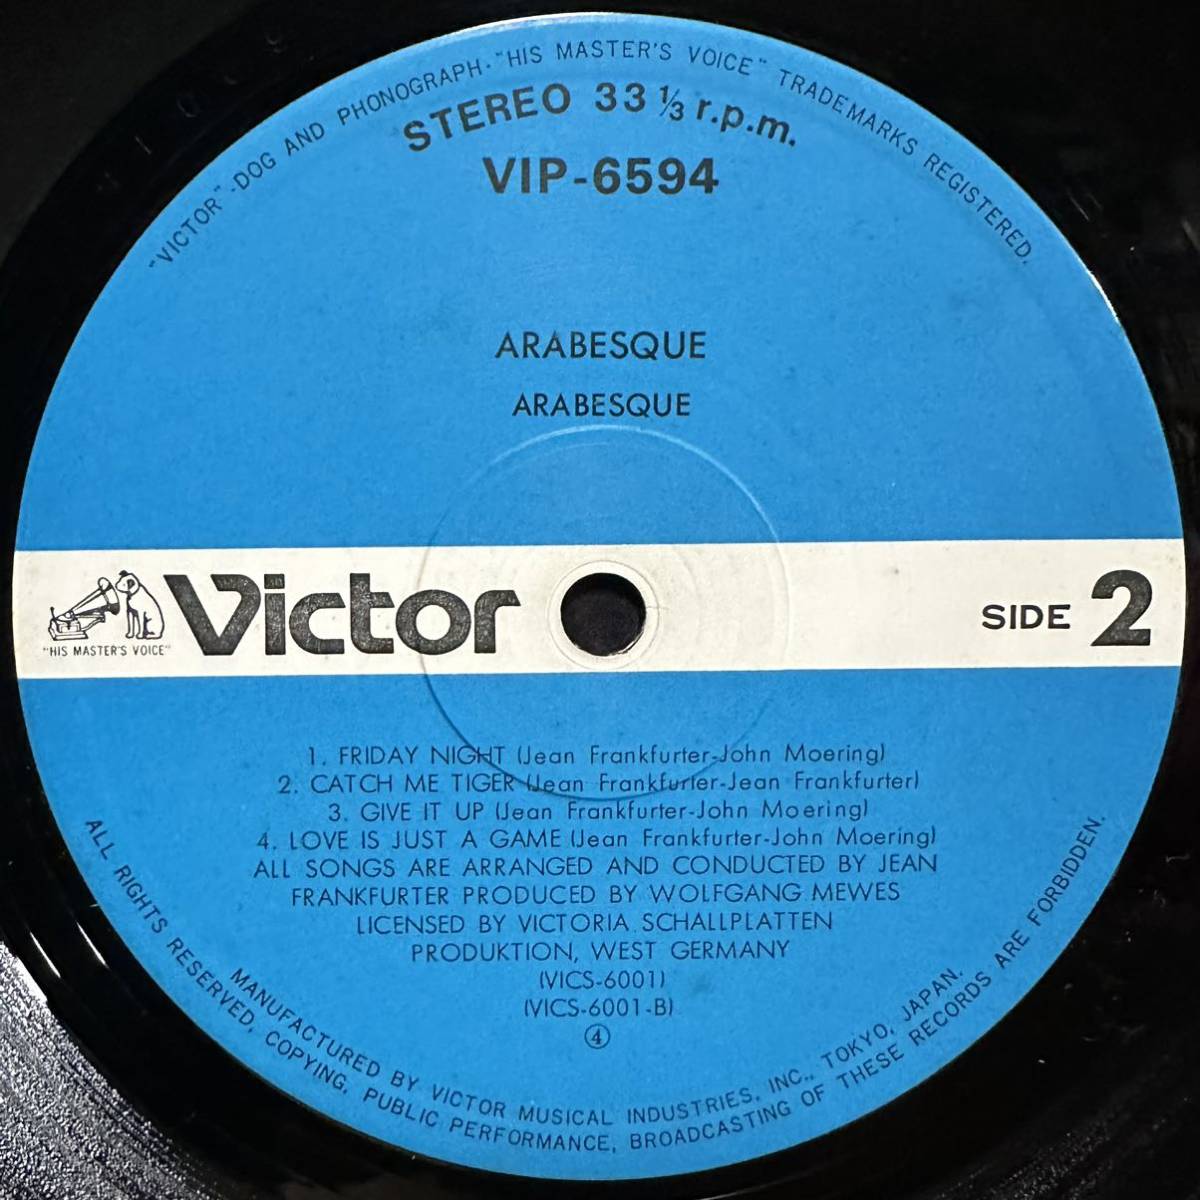 "VICTOR"-DOG AND PHONOGRAPH-"HIS MASTER'S VOICE" TRADEMARKS REGISTERED.
STEREO 33 1/3 r.p.m.
VIP-6594
ARABESQUE
ARABESQUE
Victor
"HIS MASTER'S VOICE"
SIDE 2
1. FRIDAY NIGHT (Jean Frankfurter-John Moering)
2. CATCH ME TIGER (Jean Frankfurter-Jean Frankfurter)
3. GIVE IT UP (Jean Frankfurter-John Moering)
4. LOVE IS JUST A GAME (Jean Frankfurter-John Moering)
ALL SONGS ARE ARRANGED AND CONDUCTED BY JEAN
FRANKFURTER PRODUCED BY WOLFGANG MEWES
LICENSED BY VICTORIA SCHALLPLATTEN
PRODUKTION, WEST GERMANY
(VICS-6001)
(VICS-6001-B)
④
MANUFACTURED BY VICTOR MUSICAL INDUSTRIES, INC., TOKYO, JAPAN.
ALL RIGHTS RESERVED, COPYING, PUBLIC PERFORMANCE, BROADCASTING OF THESE RECORDS ARE FORBIDDEN.